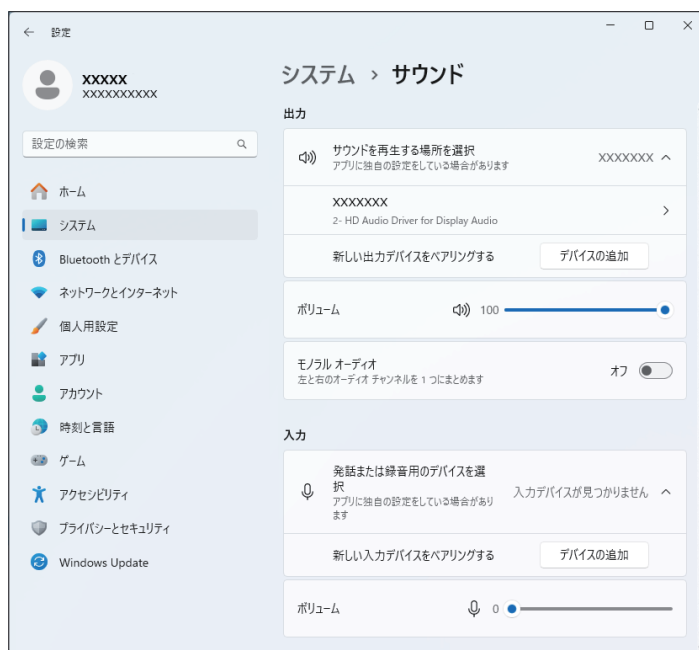 設定
XXXXX
XXXXXXXXXX
設定の検索
ホーム
システム
Bluetooth とデバイス
ネットワークとインターネット
個人用設定
アプリ
アカウント
時刻と言語
ゲーム
アクセシビリティ
プライバシーとセキュリティ
Windows Update
システム › サウンド
出力
サウンドを再生する場所を選択
アプリに独自の設定をしている場合があります
XXXXXXX
XXXXXXX
2- HD Audio Driver for Display Audio
新しい出力デバイスをペアリングする
デバイスの追加
ボリューム
100
モノラル オーディオ
左と右のオーディオ チャンネルを 1 つにまとめます
オフ
入力
発話または録音用のデバイスを選
択
アプリに独自の設定をしている場合があり
ます
入力デバイスが見つかりません
新しい入力デバイスをペアリングする
デバイスの追加
ボリューム
0